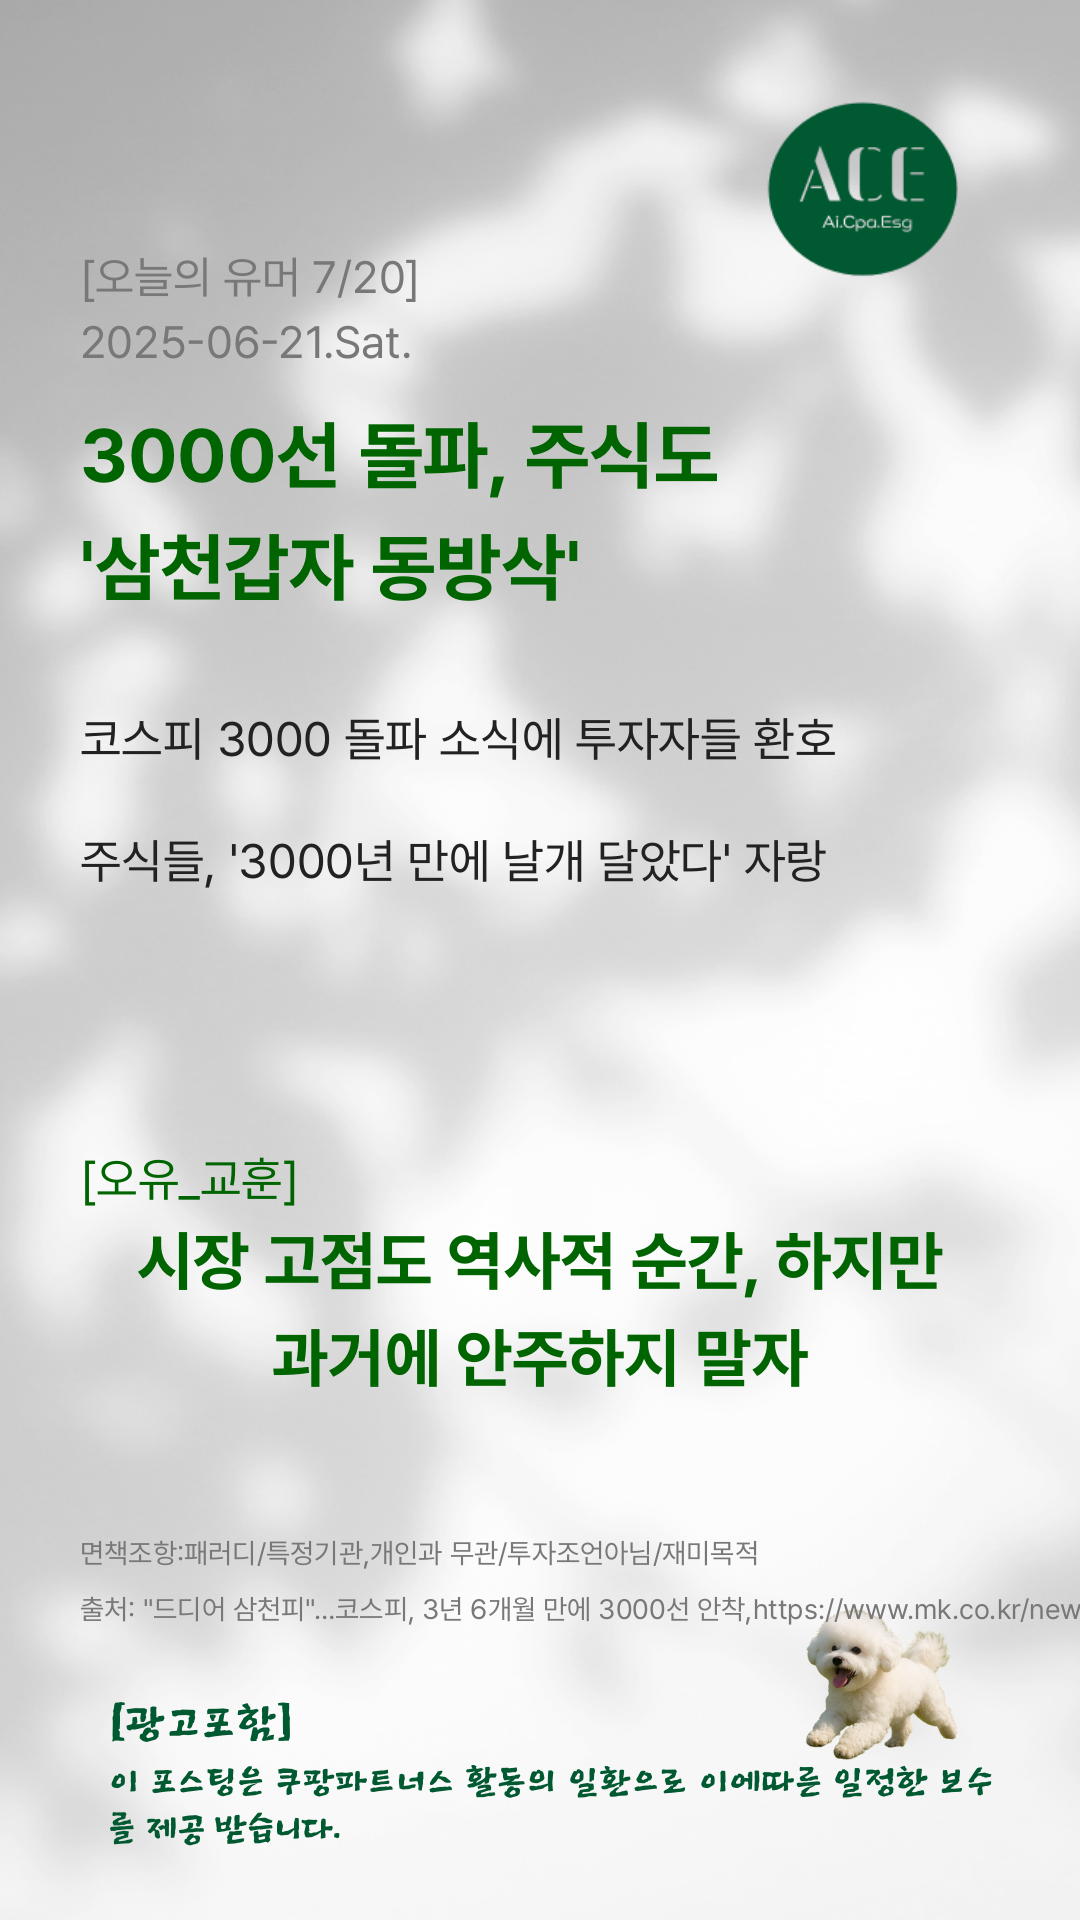 ACE
Ai.Cpa.Esg
[오늘의 유머 7/20]
2025-06-21.Sat.
3000선 돌파, 주식도
'삼천갑자 동방삭'
코스피 3000 돌파 소식에 투자자들 환호
주식들, '3000년 만에 날개 달았다' 자랑
[오유_교훈]
시장 고점도 역사적 순간, 하지만
과거에 안주하지 말자
면책조항:패러디/특정기관,개인과 무관/투자조언아님/재미목적
출처: "드디어 삼천피"...코스피, 3년 6개월 만에 3000선 안착,https://www.mk.co.kr/new
[광고포함]
이 포스팅은 쿠팡파트너스 활동의 일환으로 이에따른 일정한 보수
를 제공 받습니다.